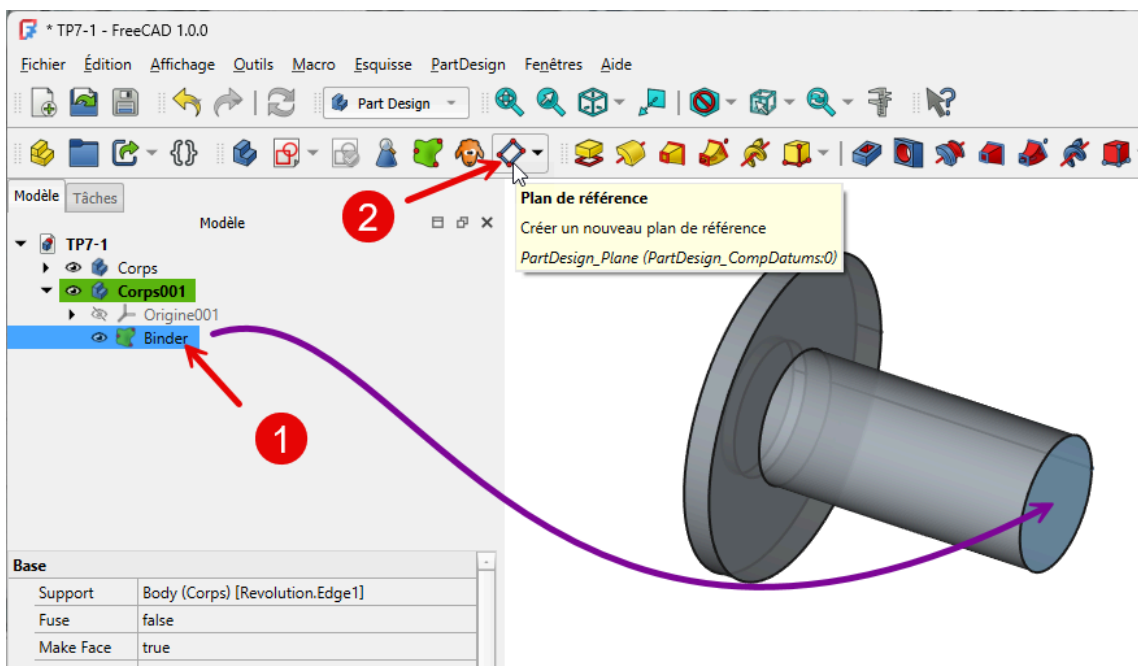 * TP7-1 - FreeCAD 1.0.0
Fichier Édition Affichage Outils Macro Esquisse PartDesign Fenêtres Aide
Part Design
Modèle Tâches
Modèle
2
Plan de référence
Créer un nouveau plan de référence
PartDesign_Plane (PartDesign_CompDatums:0)
TP7-1
Corps
Corps001
Origine001
Binder
1
Base
Support Body (Corps) [Revolution.Edge1]
Fuse false
Make Face true